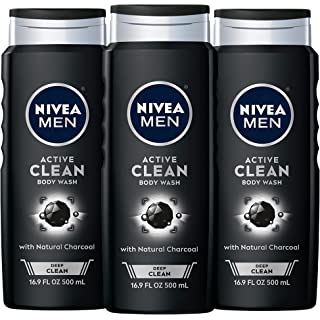 NIVEA
MEN
ACTIVE
CLEAN
BODY WASH
with Natural Charcoal
DEEP
CLEAN
16.9 FL OZ 500 mL
NIVEA
MEN
ACTIVE
CLEAN
BODY WASH
with Natural Charcoal
DEEP
CLEAN
16.9 FL OZ 500 mL
NIVEA
MEN
ACTIVE
CLEAN
BODY WASH
with Natural Charcoal
DEEP
CLEAN
16.9 FL OZ 500 mL